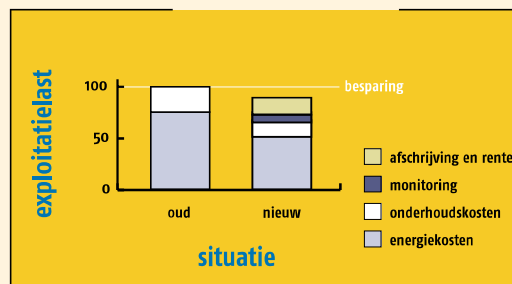 exploitatielast
100
besparing
50
0
oud
nieuw
situatie
afschrijving en rente
monitoring
onderhoudskosten
energiekosten